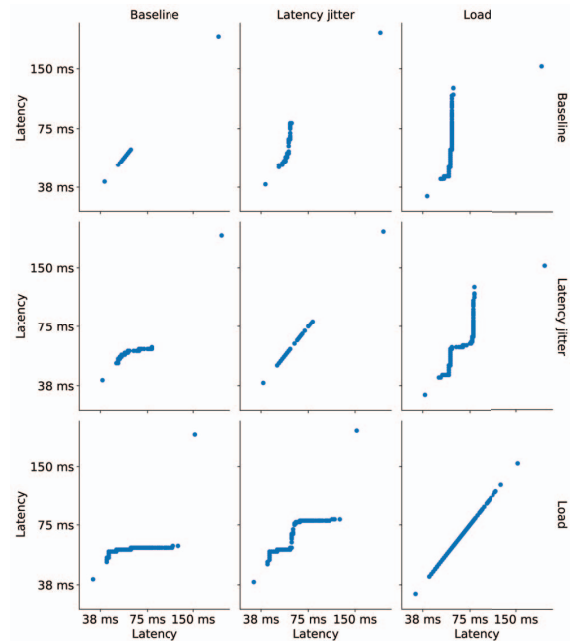 Baseline Latency jitter Load
150 ms
75 ms
38 ms
Latency
Baseline
150 ms
75 ms
38 ms
La:ency
Latency jitter
150 ms
75 ms
38 ms
Latency
Load
38 ms 75 ms 150 ms 38 ms 75 ms 150 ms 38 ms 75 ms 150 ms
Latency Latency Latency